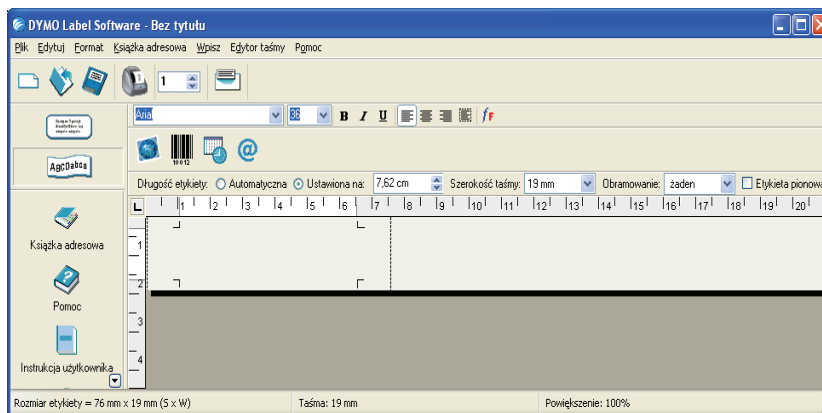 DYMO Label Software - Bez tytułu
Plik Edytuj Format Książka adresowa Wpisz Edytor taśmy Pomoc
1
Arial 36 B I U fF
ABCDabcd
10012
@
Długość etykiety: Automatyczna Ustawiona na: 7,62 cm Szerokość taśmy: 19 mm Obramowanie: żaden Etykieta pionowa
L 1 2 3 4 5 6 7 8 9 10 11 12 13 14 15 16 17 18 19 20
1
2
3
4
Książka adresowa
Pomoc
Instrukcja użytkownika
Rozmiar etykiety = 76 mm x 19 mm (S x W) Taśma: 19 mm Powiększenie: 100%